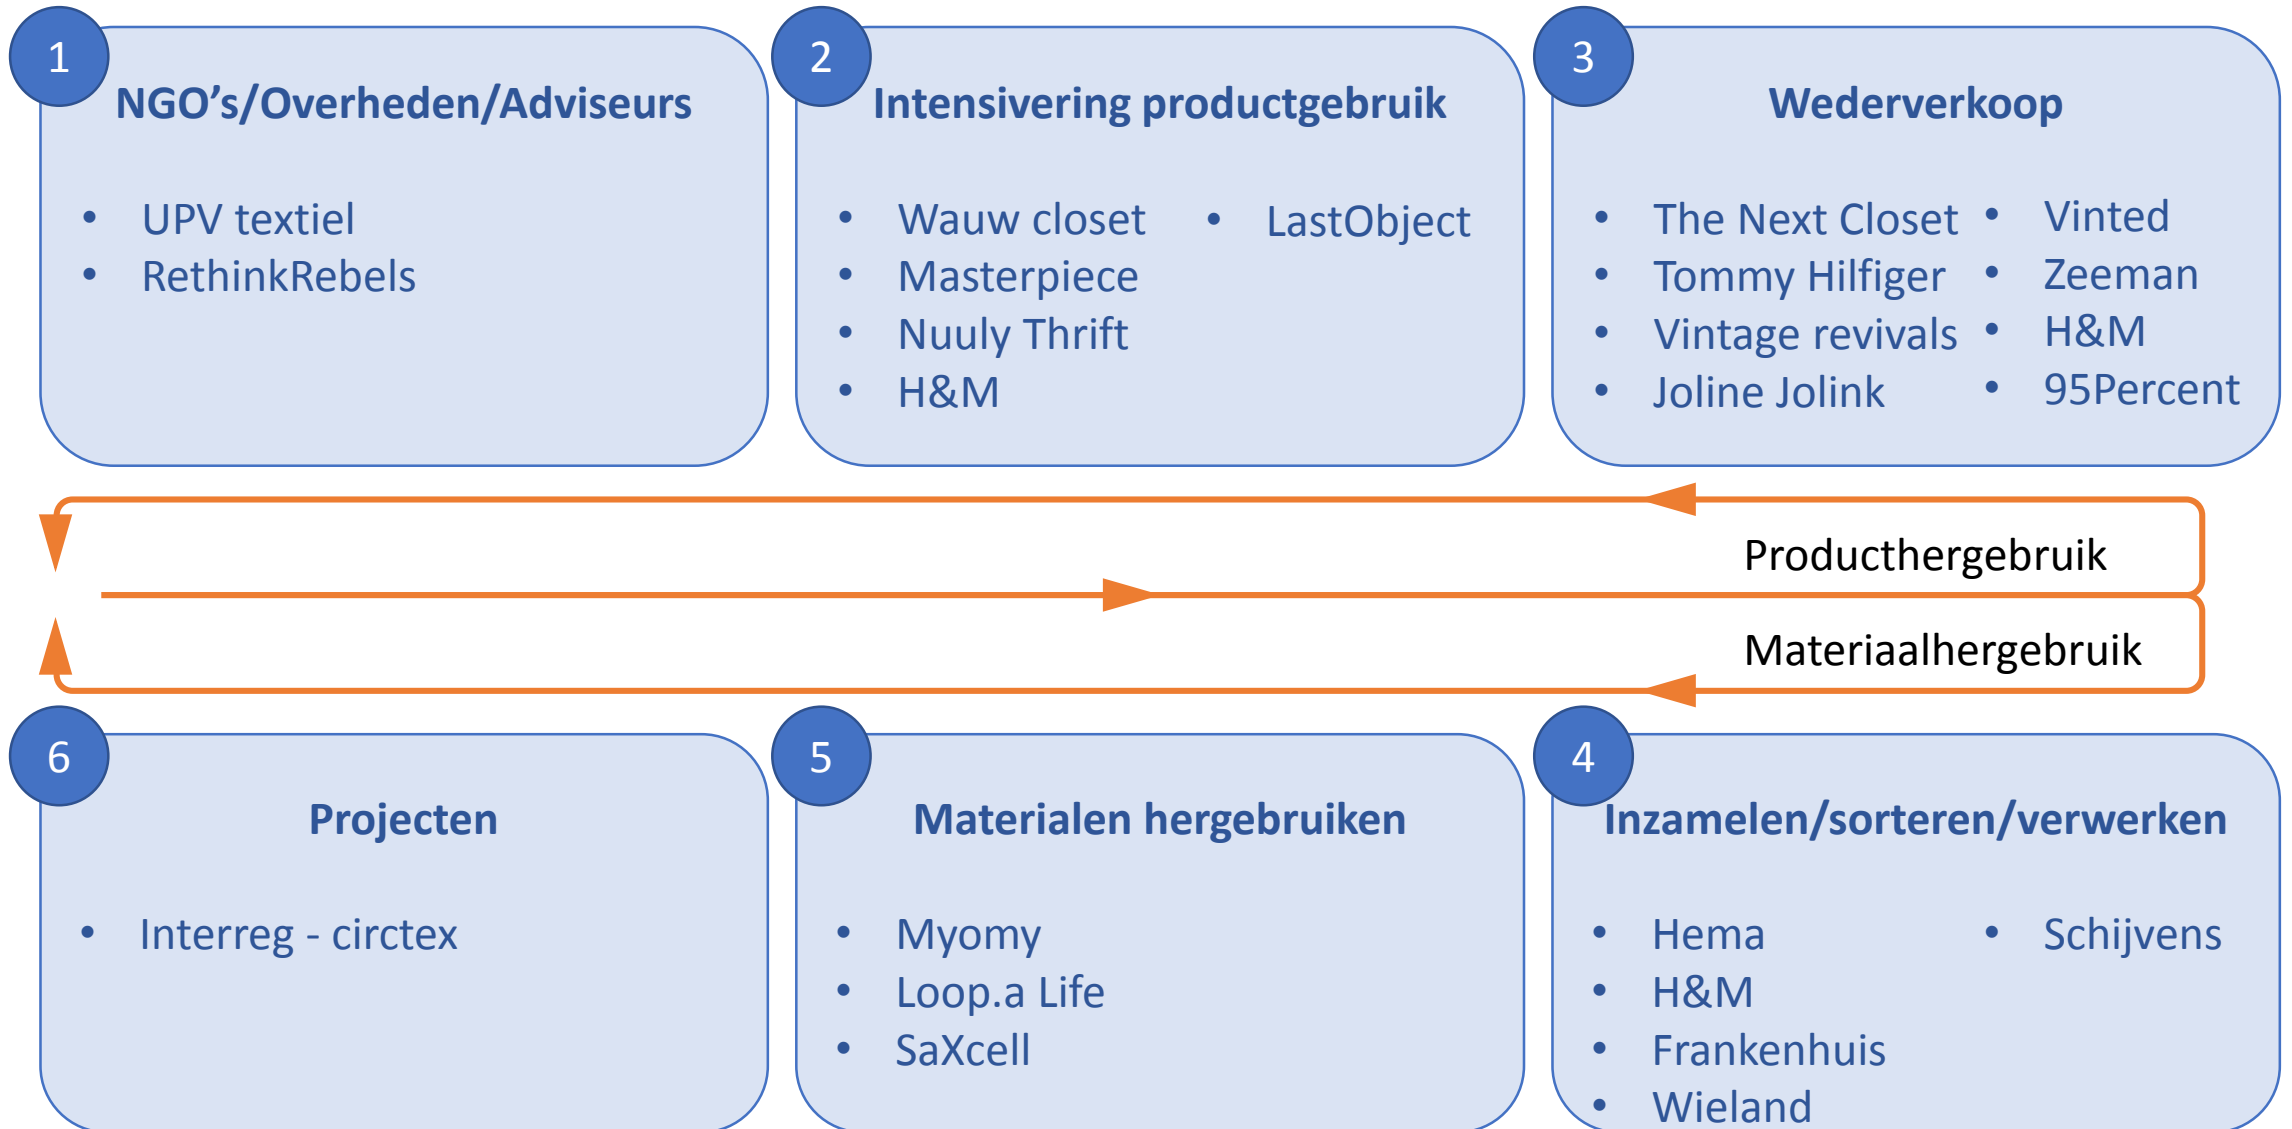 1
NGO’s/Overheden/Adviseurs
• UPV textiel
• RethinkRebels
2
Intensivering productgebruik
• Wauw closet
• Masterpiece
• Nuuly Thrift
• H&M
• LastObject
3
Wederverkoop
• The Next Closet
• Tommy Hilfiger
• Vintage revivals
• Joline Jolink
• Vinted
• Zeeman
• H&M
• 95Percent
Producthergebruik
Materiaalhergebruik
6
Projecten
• Interreg - circtex
5
Materialen hergebruiken
• Myomy
• Loop.a Life
• SaXcell
4
Inzamelen/sorteren/verwerken
• Hema
• H&M
• Frankenhuis
• Wieland
• Schijvens